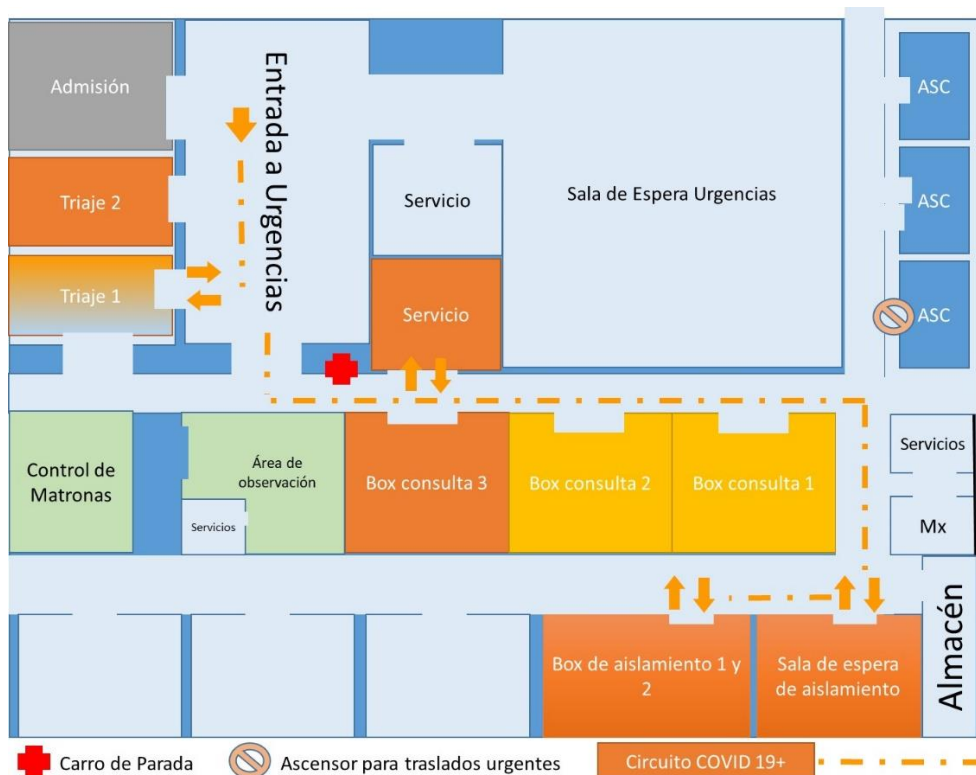 Admisión
Entrada a Urgencias
ASC
Triaje 2
Servicio
Sala de Espera Urgencias
ASC
Triaje 1
Servicio
ASC
Control de
Matronas
Área de
observación
Servicios
Box consulta 3
Box consulta 2
Box consulta 1
Servicios
Mx
Almacén
Box de aislamiento 1 y
2
Sala de espera
de aislamiento
Carro de Parada
Ascensor para traslados urgentes
Circuito COVID 19+